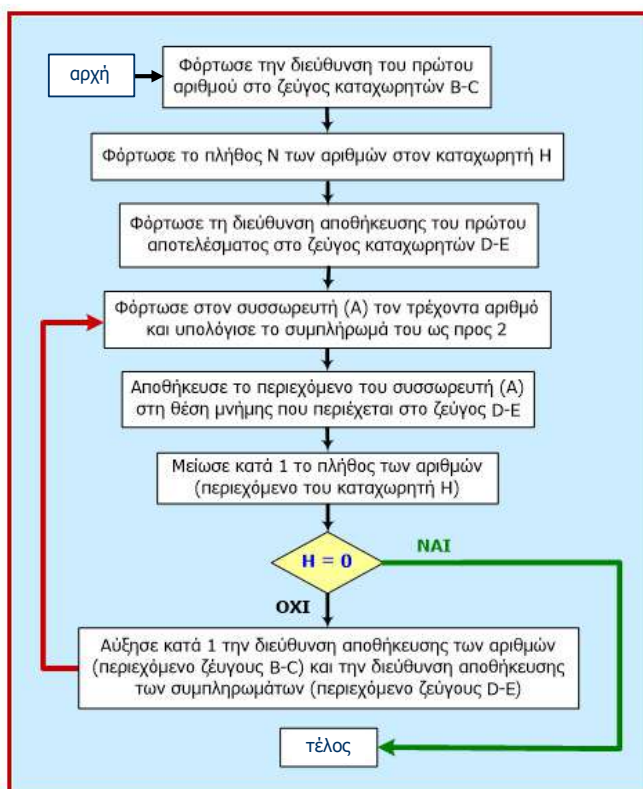 αρχή
Φόρτωσε την διεύθυνση του πρώτου
αριθμού στο ζεύγος καταχωρητών B-C
Φόρτωσε το πλήθος N των αριθμών στον καταχωρητή H
Φόρτωσε τη διεύθυνση αποθήκευσης του πρώτου
αποτελέσματος στο ζεύγος καταχωρητών D-E
Φόρτωσε στον συσσωρευτή (A) τον τρέχοντα αριθμό
και υπολόγισε το συμπλήρωμά του ως προς 2
Αποθήκευσε το περιεχόμενο του συσσωρευτή (A)
στη θέση μνήμης που περιέχεται στο ζεύγος D-E
Μείωσε κατά 1 το πλήθος των αριθμών
(περιεχόμενο του καταχωρητή H)
H = 0
ΝΑΙ
ΟΧΙ
Αύξησε κατά 1 την διεύθυνση αποθήκευσης των αριθμών
(περιεχόμενο ζέυγους B-C) και την διεύθυνση αποθήκευσης
των συμπληρωμάτων (περιεχόμενο ζεύγους D-E)
τέλος